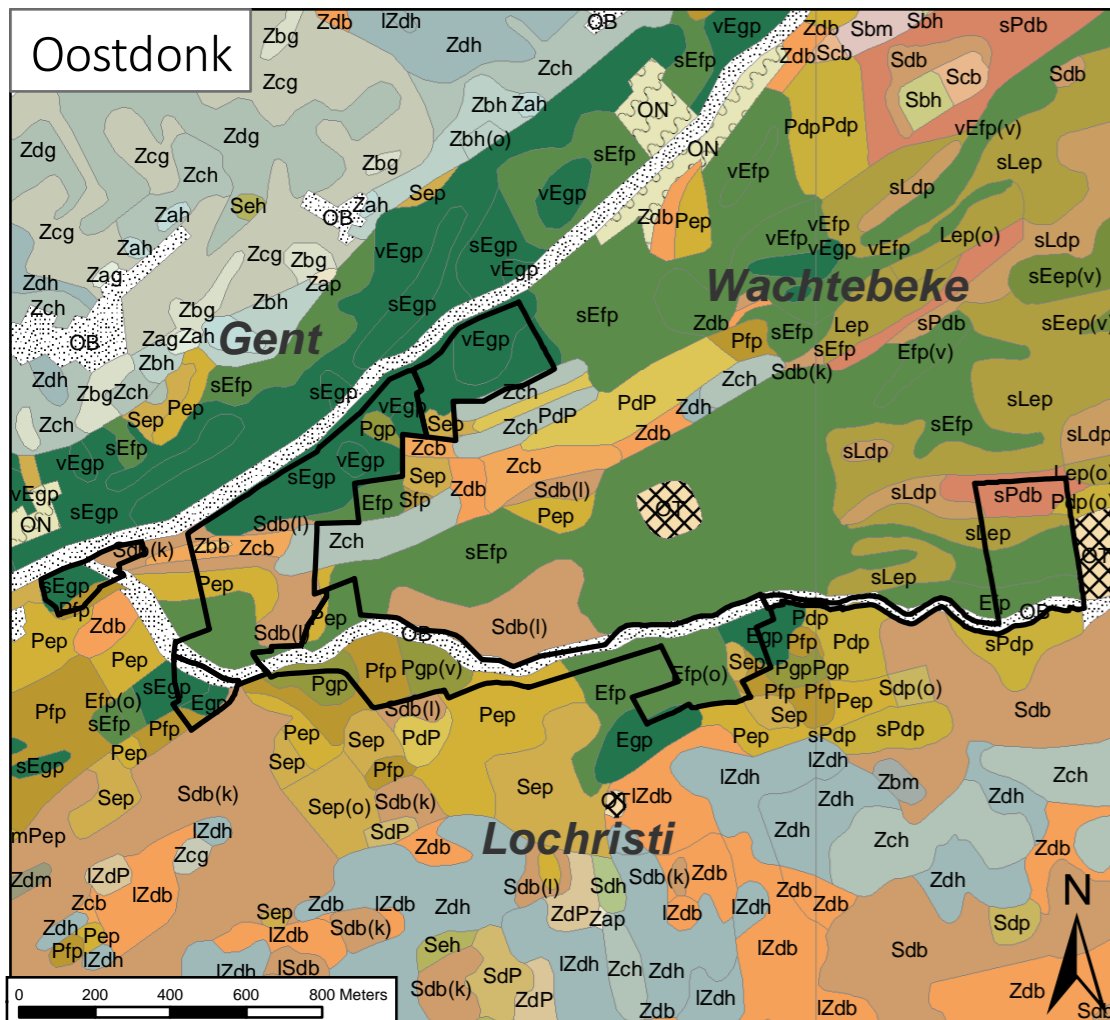 Oostdonk
Zbg Zdb lZdh OB vEgp Zdb Sbm Sbh sPdb
Zcg Zdh Zch sEfp Zdb Scb Sdb Scb Sdb
Zbh Zah ON Sbh
Zdg Zcg Zbh(o) ON Pdp Pdp vEfp(v)
Zch Zbg sEfp vEfp sLep
Zah Seh Zah Sep vEgp sLdp
Zcg OB Zdb Pep vEfp
Zah Zcg Zbg vEgp sEgp vEfp vEgp vEfp Lep(o) sLdp
Zdh Zag Zap vEgp sEep(v)
Zch Zbg Zbh sEgp
Wachtebeke
Gent
OB Zag Zah sEfp Zdb sEfp Lep sPdb sEep(v)
Zbh vEgp Pfp sEfp Efp(v)
Zdh Zbg Zch sEfp Zch Zch Sdb(k)
Zch Sep Pep sEgp vEgp PdP Zdh sLep
sEfp Pgp Sep Zch PdP Zdb sEfp
vEgp vEgp Zcb Zcb sLdp sLdp
sEgp Sep Zdb Sdb(l) Lep(o)
ON sEgp Efp Sfp Pep OT sLdp sPdb Pdp(o)
Sdb(l) Zch sEfp sLep
Sdb(k) Zbb Zcb OT
sEgp Pep sLep
Pfp Efp OB
Zdb Pep Pdp
Pep Sdb(l) OB Sdb(l) Egp Pfp Pdp sPdp
Pep Pfp Pgp(v) Sep Pgp Pgp
sEgp Pgp Efp Efp(o) Pfp Pfp Pep Sdp(o)
Pfp Efp(o) Egp Sdb(l) Pep Sep Sdb
sEfp Pfp PdP Egp Pep sPdp sPdp
sEgp Pep Pep Sep lZdh
Sep Pfp lZdh Zbm Zch
Sep Sdb(k) Sdb(k) Sep OT lZdb Zdh Zdh
Sep(o)
mPep lZdh SdP
Lochristi
Zcg Zdb Zdh Zch Zdb
Zdm lZdP Sdb(k) Zdb
Zcb lZdb Sdb(l) Sdh lZdh Zdb Zdh
Zdh Sep Zdb Zdh ZdP Zap lZdb Zdb N
Pep lZdb Sdb(k) Sdp
Pfp lZdh Seh lZdh Zch Zdh Sdb
lZdh lSdb Sdb(k) SdP ZdP lZdb Zdb
Zdb lZdb Sdb
0 200 400 600 800 Meters